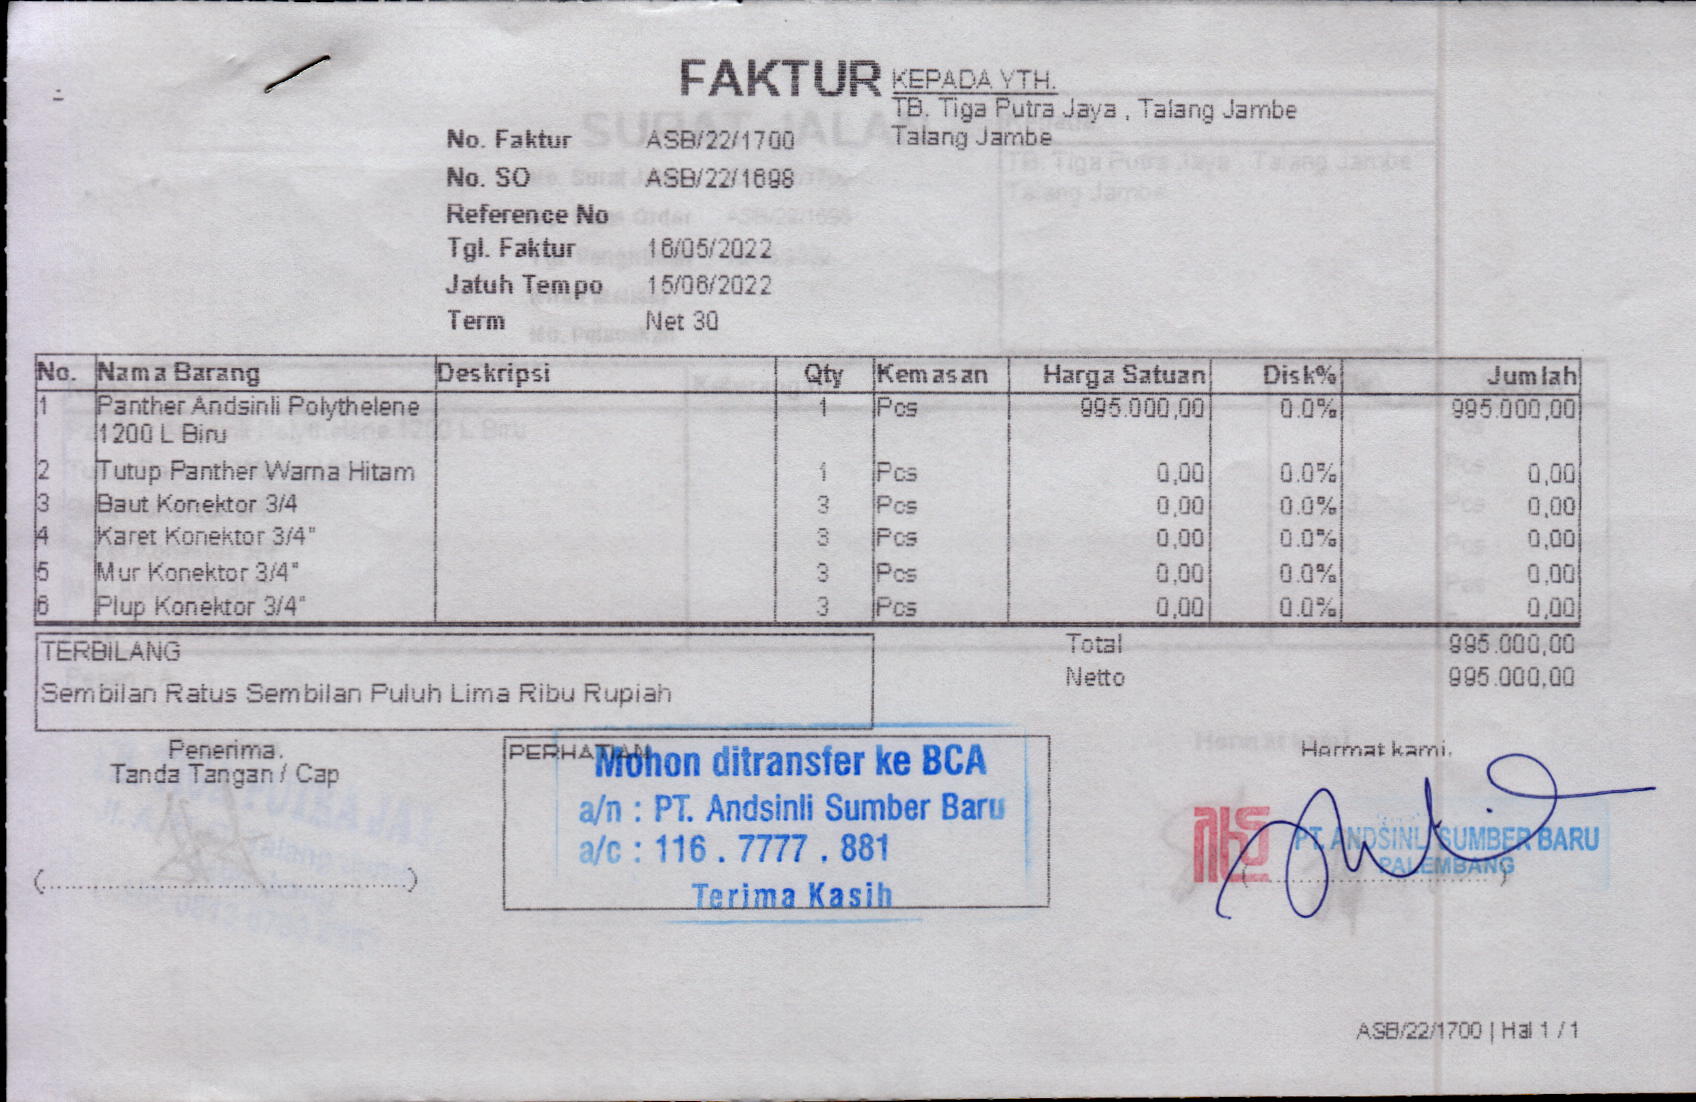 FAKTUR
KEPADA YTH.
TB. Tiga Putra Jaya , Talang Jambe
Talang Jambe
No. Faktur ASB/22/1700
No. SO ASB/22/1698
Reference No
Tgl. Faktur 16/05/2022
Jatuh Tempo 15/06/2022
Term Net 30
No. Nama Barang Deskripsi Qty Kemasan Harga Satuan Disk% Jumlah
1 Panther Andsinli Polythelene 1 Pcs 995.000,00 0.0% 995.000,00
1200 L Biru
2 Tutup Panther Warna Hitam 1 Pcs 0,00 0.0% 0,00
3 Baut Konektor 3/4 3 Pcs 0,00 0.0% 0,00
4 Karet Konektor 3/4" 3 Pcs 0,00 0.0% 0,00
5 Mur Konektor 3/4" 3 Pcs 0,00 0.0% 0,00
6 Plup Konektor 3/4" 3 Pcs 0,00 0.0% 0,00
TERBILANG
Sembilan Ratus Sembilan Puluh Lima Ribu Rupiah
Total 995.000,00
Netto 995.000,00
Penerima,
Tanda Tangan / Cap
PERHATIAN
Mohon ditransfer ke BCA
a/n : PT. Andsinli Sumber Baru
a/c : 116 . 7777 . 881
Terima Kasih
Hormat kami,
PT. ANDSINLI SUMBER BARU
PALEMBANG
ASB/22/1700 | Hal 1 / 1